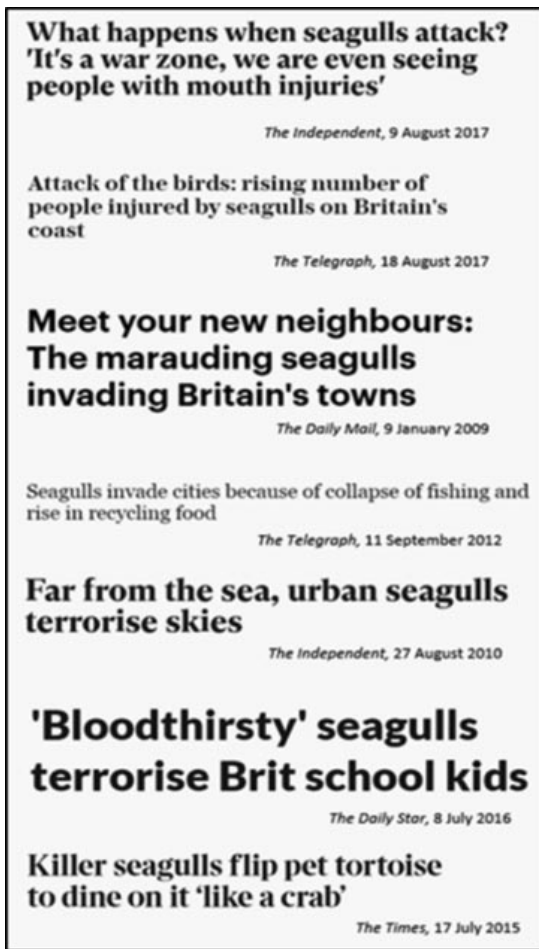 What happens when seagulls attack?
'It's a war zone, we are even seeing
people with mouth injuries'
The Independent, 9 August 2017
Attack of the birds: rising number of
people injured by seagulls on Britain's
coast
The Telegraph, 18 August 2017
Meet your new neighbours:
The marauding seagulls
invading Britain's towns
The Daily Mail, 9 January 2009
Seagulls invade cities because of collapse of fishing and
rise in recycling food
The Telegraph, 11 September 2012
Far from the sea, urban seagulls
terrorise skies
The Independent, 27 August 2010
'Bloodthirsty' seagulls
terrorise Brit school kids
The Daily Star, 8 July 2016
Killer seagulls flip pet tortoise
to dine on it ‘like a crab’
The Times, 17 July 2015